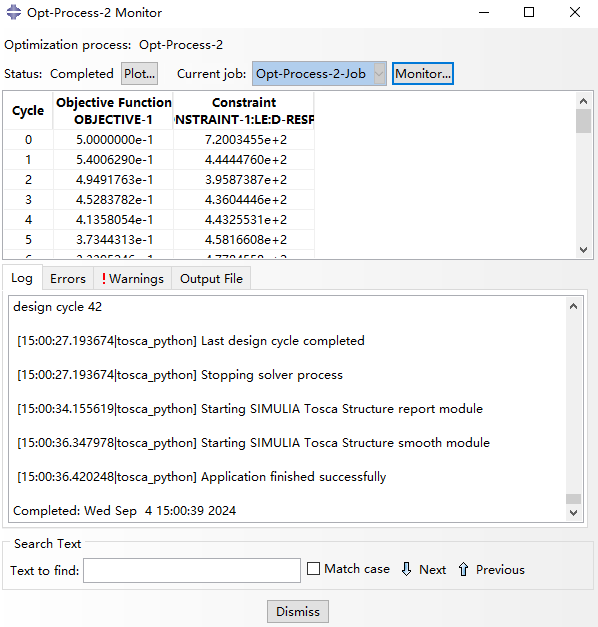 Opt-Process-2 Monitor
Optimization process: Opt-Process-2
Status: Completed Plot... Current job: Opt-Process-2-Job Monitor...
Cycle Objective Function OBJECTIVE-1 Constraint ONSTRAINT-1:LE:D-RESP
0 5.0000000e-1 7.2003455e+2
1 5.4006290e-1 4.4444760e+2
2 4.9491763e-1 3.9587387e+2
3 4.5283782e-1 4.3604446e+2
4 4.1358054e-1 4.4325531e+2
5 3.7344313e-1 4.5816608e+2
Log Errors ! Warnings Output File
design cycle 42
[15:00:27.193674|tosca_python] Last design cycle completed
[15:00:27.193674|tosca_python] Stopping solver process
[15:00:34.155619|tosca_python] Starting SIMULIA Tosca Structure report module
[15:00:36.347978|tosca_python] Starting SIMULIA Tosca Structure smooth module
[15:00:36.420248|tosca_python] Application finished successfully
Completed: Wed Sep  4 15:00:39 2024
Search Text
Text to find: Match case Next Previous
Dismiss